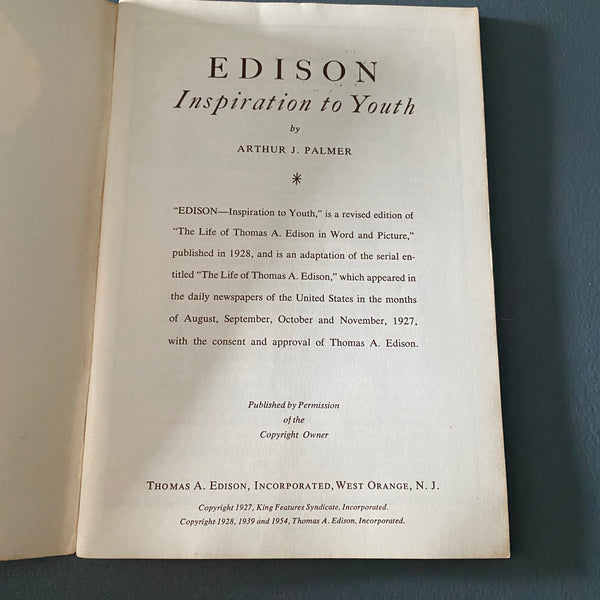 EDISON
Inspiration to Youth
by
ARTHUR J. PALMER
*
“EDISON—Inspiration to Youth,” is a revised edition of
“The Life of Thomas A. Edison in Word and Picture,”
published in 1928, and is an adaptation of the serial en-
titled “The Life of Thomas A. Edison,” which appeared in
the daily newspapers of the United States in the months
of August, September, October and November, 1927,
with the consent and approval of Thomas A. Edison.
Published by Permission
of the
Copyright Owner
THOMAS A. EDISON, INCORPORATED, WEST ORANGE, N. J.
Copyright 1927, King Features Syndicate, Incorporated.
Copyright 1928, 1939 and 1954, Thomas A. Edison, Incorporated.